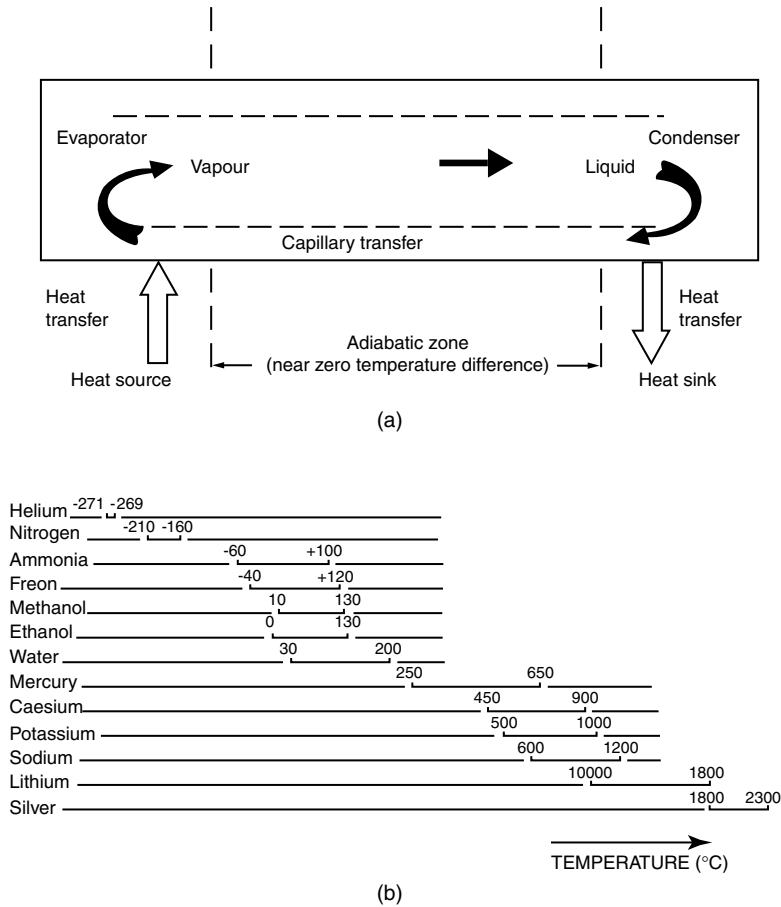 Evaporator
Condenser
Vapour
Liquid
Capillary transfer
Heat
transfer
Heat
transfer
Adiabatic zone
(near zero temperature difference)
Heat source
Heat sink
(a)
Helium -271 -269
Nitrogen -210 -160
Ammonia -60 +100
Freon -40 +120
Methanol 10 130
Ethanol 0 130
Water 30 200
Mercury 250 650
Caesium 450 900
Potassium 500 1000
Sodium 600 1200
Lithium 10000 1800
Silver 1800 2300
TEMPERATURE (°C)
(b)